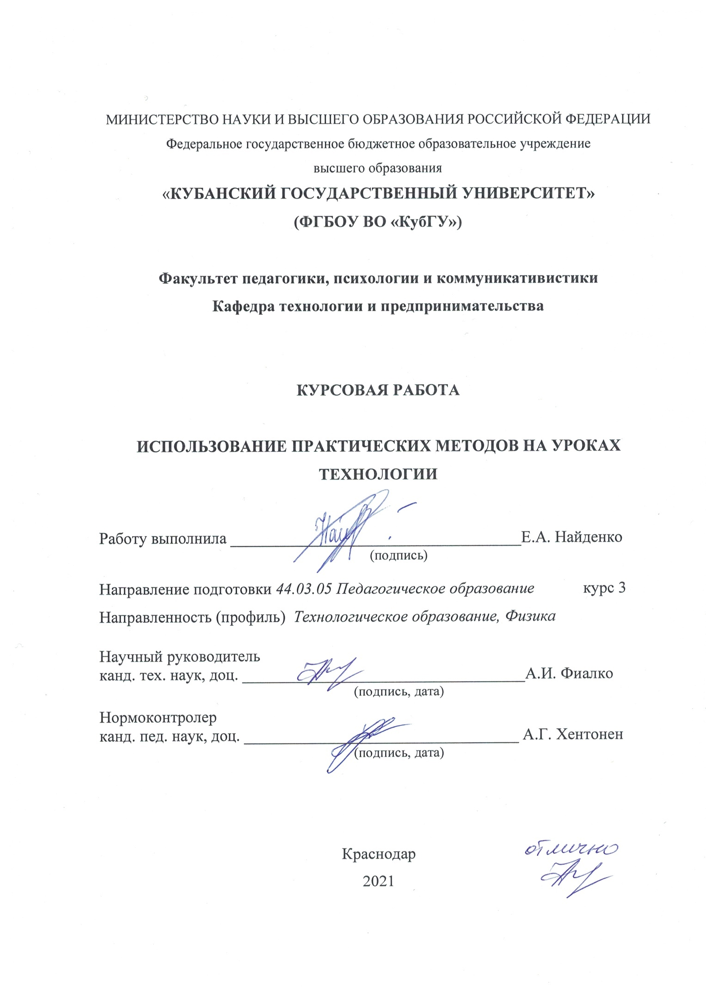 МИНИСТЕРСТВО НАУКИ И ВЫСШЕГО ОБРАЗОВАНИЯ РОССИЙСКОЙ ФЕДЕРАЦИИ
Федеральное государственное бюджетное образовательное учреждение
высшего образования
«КУБАНСКИЙ ГОСУДАРСТВЕННЫЙ УНИВЕРСИТЕТ»
(ФГБОУ ВО «КубГУ»)
Факультет педагогики, психологии и коммуникативистики
Кафедра технологии и предпринимательства
КУРСОВАЯ РАБОТА
ИСПОЛЬЗОВАНИЕ ПРАКТИЧЕСКИХ МЕТОДОВ НА УРОКАХ
ТЕХНОЛОГИИ
Работу выполнила Е.А. Найденко
(подпись)
Направление подготовки 44.03.05 Педагогическое образование курс 3
Направленность (профиль) Технологическое образование, Физика
Научный руководитель
канд. тех. наук, доц. А.И. Фиалко
(подпись, дата)
Нормоконтролер
канд. пед. наук, доц. А.Г. Хентонен
(подпись, дата)
Краснодар
отлично
2021